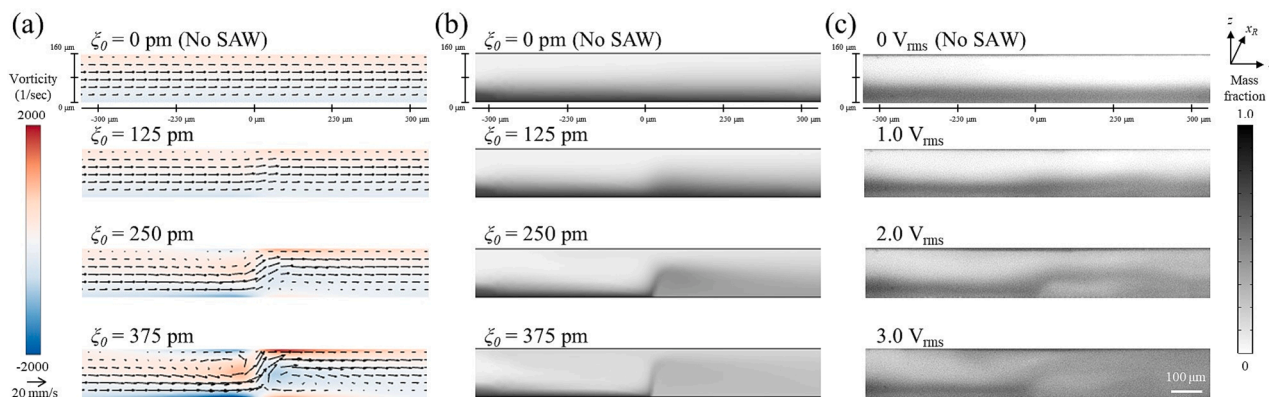 (a)
ξ0 = 0 pm (No SAW)
160 μm
0 μm
Vorticity
(1/sec)
2000
-2000
20 mm/s
-300 μm
-230 μm
0 μm
230 μm
300 μm
ξ0 = 125 pm
ξ0 = 250 pm
ξ0 = 375 pm
(b)
ξ0 = 0 pm (No SAW)
160 μm
0 μm
-300 μm
-230 μm
0 μm
230 μm
300 μm
ξ0 = 125 pm
ξ0 = 250 pm
ξ0 = 375 pm
(c)
0 Vrms (No SAW)
160 μm
0 μm
-300 μm
-230 μm
0 μm
230 μm
300 μm
1.0 Vrms
2.0 Vrms
3.0 Vrms
100 μm
z
xR
Mass
fraction
1.0
0